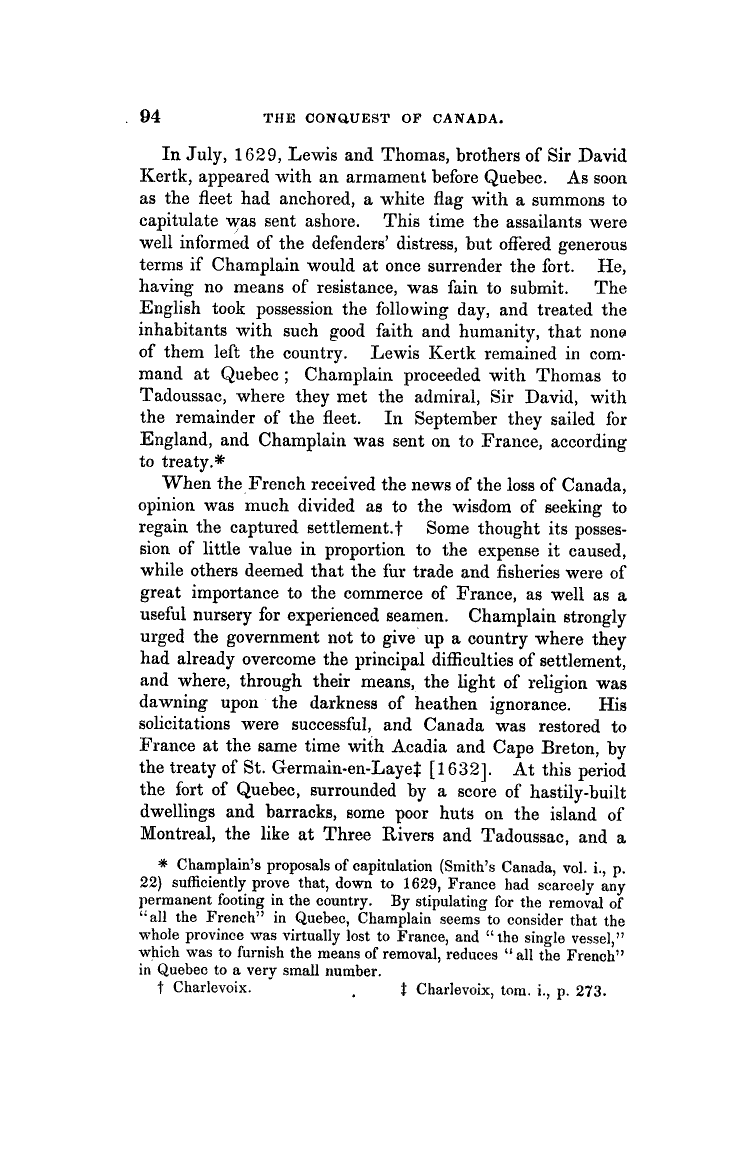 94 THE CONQUEST OF CANADA.
In July, 1629, Lewis and Thomas, brothers of Sir David
Kertk, appeared with an armament before Quebec. As soon
as the fleet had anchored, a white flag with a summons to
capitulate was sent ashore. This time the assailants were
well informed of the defenders' distress, but offered generous
terms if Champlain would at once surrender the fort. He,
having no means of resistance, was fain to submit. The
English took possession the following day, and treated the
inhabitants with such good faith and humanity, that none
of them left the country. Lewis Kertk remained in com-
mand at Quebec; Champlain proceeded with Thomas to
Tadoussac, where they met the admiral, Sir David, with
the remainder of the fleet. In September they sailed for
England, and Champlain was sent on to France, according
to treaty.*
When the French received the news of the loss of Canada,
opinion was much divided as to the wisdom of seeking to
regain the captured settlement.† Some thought its posses-
sion of little value in proportion to the expense it caused,
while others deemed that the fur trade and fisheries were of
great importance to the commerce of France, as well as a
useful nursery for experienced seamen. Champlain strongly
urged the government not to give up a country where they
had already overcome the principal difficulties of settlement,
and where, through their means, the light of religion was
dawning upon the darkness of heathen ignorance. His
solicitations were successful, and Canada was restored to
France at the same time with Acadia and Cape Breton, by
the treaty of St. Germain-en-Laye‡ [1632]. At this period
the fort of Quebec, surrounded by a score of hastily-built
dwellings and barracks, some poor huts on the island of
Montreal, the like at Three Rivers and Tadoussac, and a
* Champlain's proposals of capitulation (Smith's Canada, vol. i., p.
22) sufficiently prove that, down to 1629, France had scarcely any
permanent footing in the country. By stipulating for the removal of
"all the French" in Quebec, Champlain seems to consider that the
whole province was virtually lost to France, and "the single vessel,"
which was to furnish the means of removal, reduces "all the French"
in Quebec to a very small number.
† Charlevoix. ‡ Charlevoix, tom. i., p. 273.